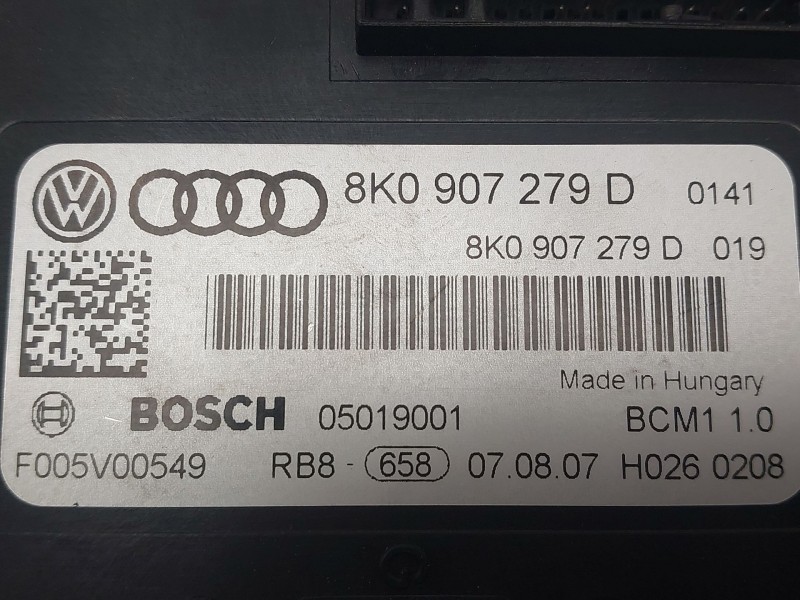 8K0 907 279 D 0141
8K0 907 279 D 019
Made in Hungary
BOSCH 05019001 BCM1 1.0
F005V00549 RB8 - 658 07.08.07 H026 0208